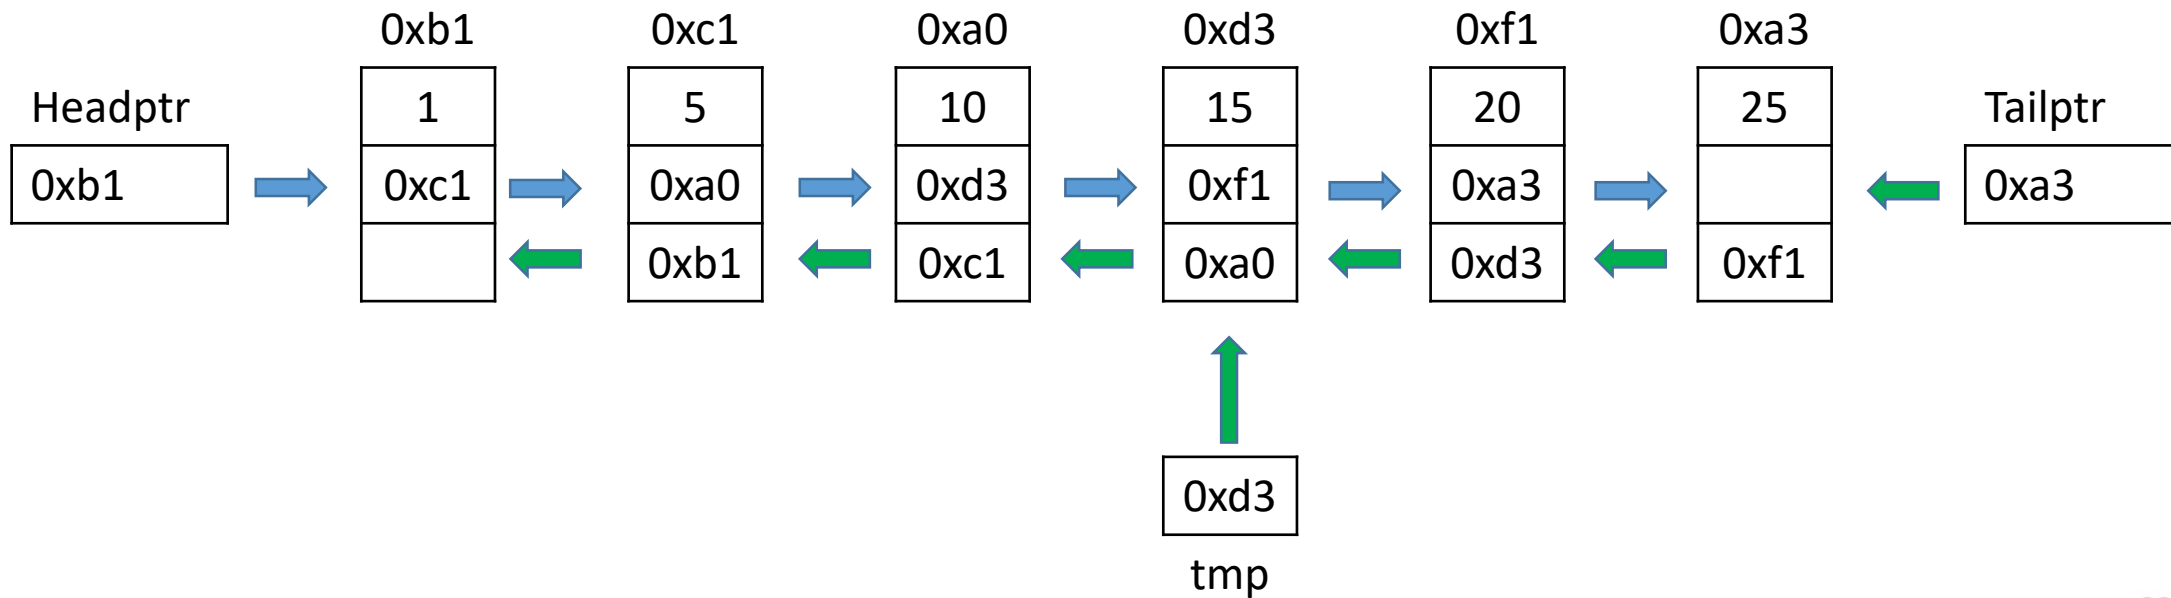 0xb1 0xc1 0xa0 0xd3 0xf1 0xa3
Headptr 1 5 10 15 20 25 Tailptr
0xb1 0xc1 0xa0 0xd3 0xf1 0xa3 0xa3
0xb1 0xc1 0xa0 0xd3 0xf1
0xd3
tmp